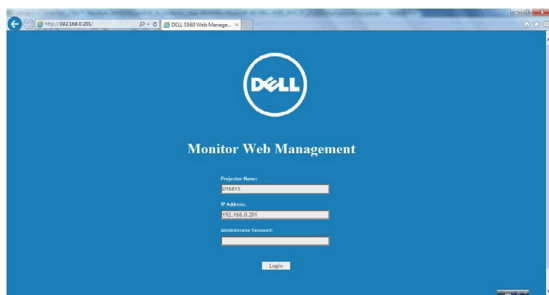 http://192.168.0.201/
DELL S560 Web Manage...
DELL
Monitor Web Management
Projector Name:
IP Address:
192.168.0.201
Administrator Password:
Login